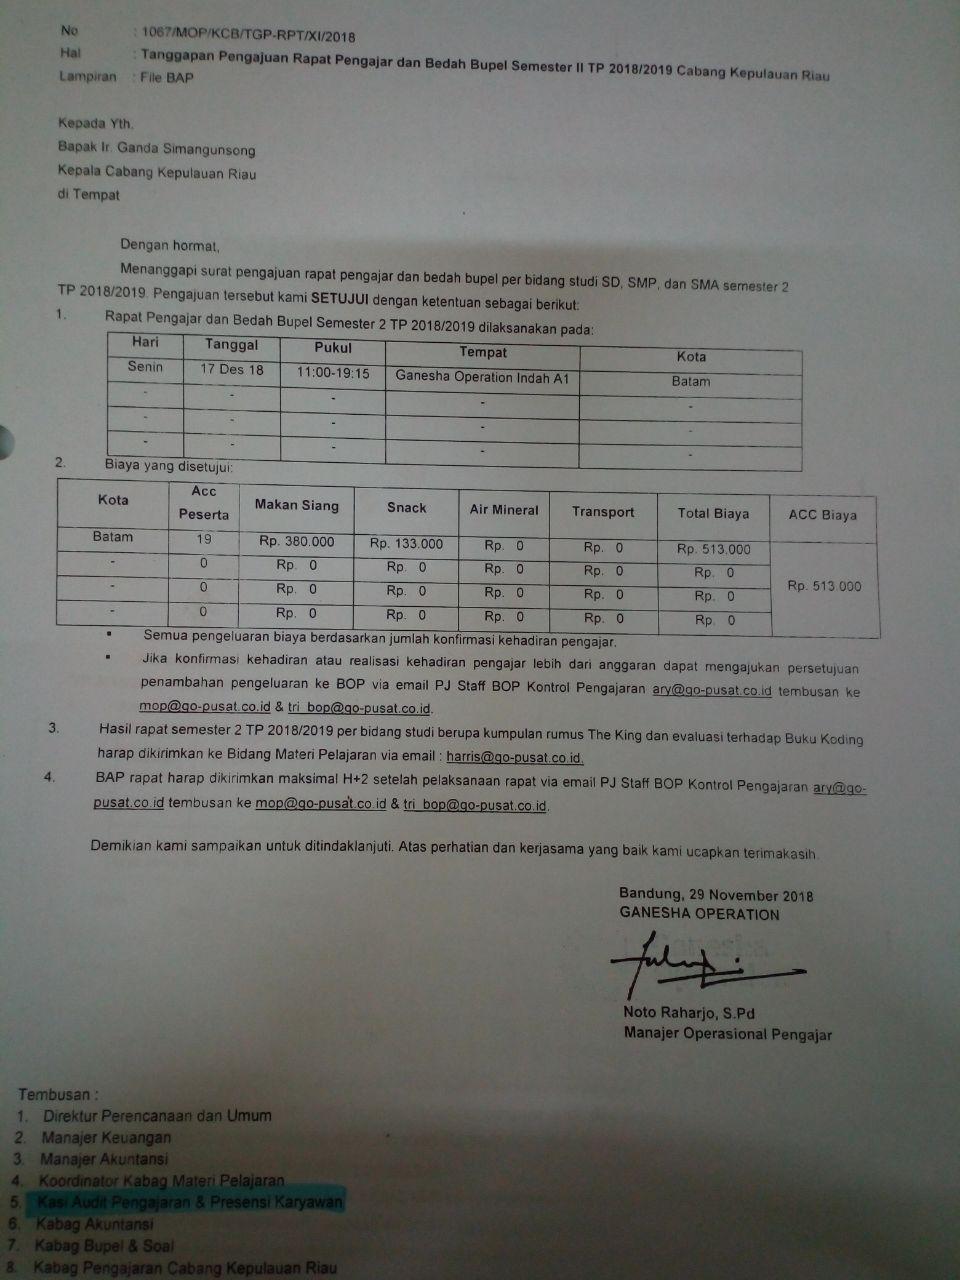 No : 1067/MOP/KCB/TGP-RPT/XI/2018
Hal : Tanggapan Pengajuan Rapat Pengajar dan Bedah Bupel Semester II TP 2018/2019 Cabang Kepulauan Riau
Lampiran : File BAP
Kepada Yth.
Bapak Ir. Ganda Simangunsong
Kepala Cabang Kepulauan Riau
di Tempat
Dengan hormat,
Menanggapi surat pengajuan rapat pengajar dan bedah bupel per bidang studi SD, SMP, dan SMA semester 2
TP 2018/2019. Pengajuan tersebut kami SETUJUI dengan ketentuan sebagai berikut:
1. Rapat Pengajar dan Bedah Bupel Semester 2 TP 2018/2019 dilaksanakan pada:
Hari Tanggal Pukul Tempat Kota
Senin 17 Des 18 11:00-19:15 Ganesha Operation Indah A1 Batam
- - - - -
- - - - -
- - - - -
2. Biaya yang disetujui:
Kota Acc Peserta Makan Siang Snack Air Mineral Transport Total Biaya ACC Biaya
Batam 19 Rp. 380.000 Rp. 133.000 Rp. 0 Rp. 0 Rp. 513.000 Rp. 513.000
- 0 Rp. 0 Rp. 0 Rp. 0 Rp. 0 Rp. 0
- 0 Rp. 0 Rp. 0 Rp. 0 Rp. 0 Rp. 0
- 0 Rp. 0 Rp. 0 Rp. 0 Rp. 0 Rp. 0
▪ Semua pengeluaran biaya berdasarkan jumlah konfirmasi kehadiran pengajar.
▪ Jika konfirmasi kehadiran atau realisasi kehadiran pengajar lebih dari anggaran dapat mengajukan persetujuan
penambahan pengeluaran ke BOP via email PJ Staff BOP Kontrol Pengajaran ary@go-pusat.co.id tembusan ke
mop@go-pusat.co.id & tri_bop@go-pusat.co.id.
3. Hasil rapat semester 2 TP 2018/2019 per bidang studi berupa kumpulan rumus The King dan evaluasi terhadap Buku Koding
harap dikirimkan ke Bidang Materi Pelajaran via email : harris@go-pusat.co.id.
4. BAP rapat harap dikirimkan maksimal H+2 setelah pelaksanaan rapat via email PJ Staff BOP Kontrol Pengajaran ary@go-
pusat.co.id tembusan ke mop@go-pusat.co.id & tri_bop@go-pusat.co.id.
Demikian kami sampaikan untuk ditindaklanjuti. Atas perhatian dan kerjasama yang baik kami ucapkan terimakasih.
Bandung, 29 November 2018
GANESHA OPERATION
Noto Raharjo, S.Pd
Manajer Operasional Pengajar
Tembusan :
1. Direktur Perencanaan dan Umum
2. Manajer Keuangan
3. Manajer Akuntansi
4. Koordinator Kabag Materi Pelajaran
5. Kasi Audit Pengajaran & Presensi Karyawan
6. Kabag Akuntansi
7. Kabag Bupel & Soal
8. Kabag Pengajaran Cabang Kepulauan Riau